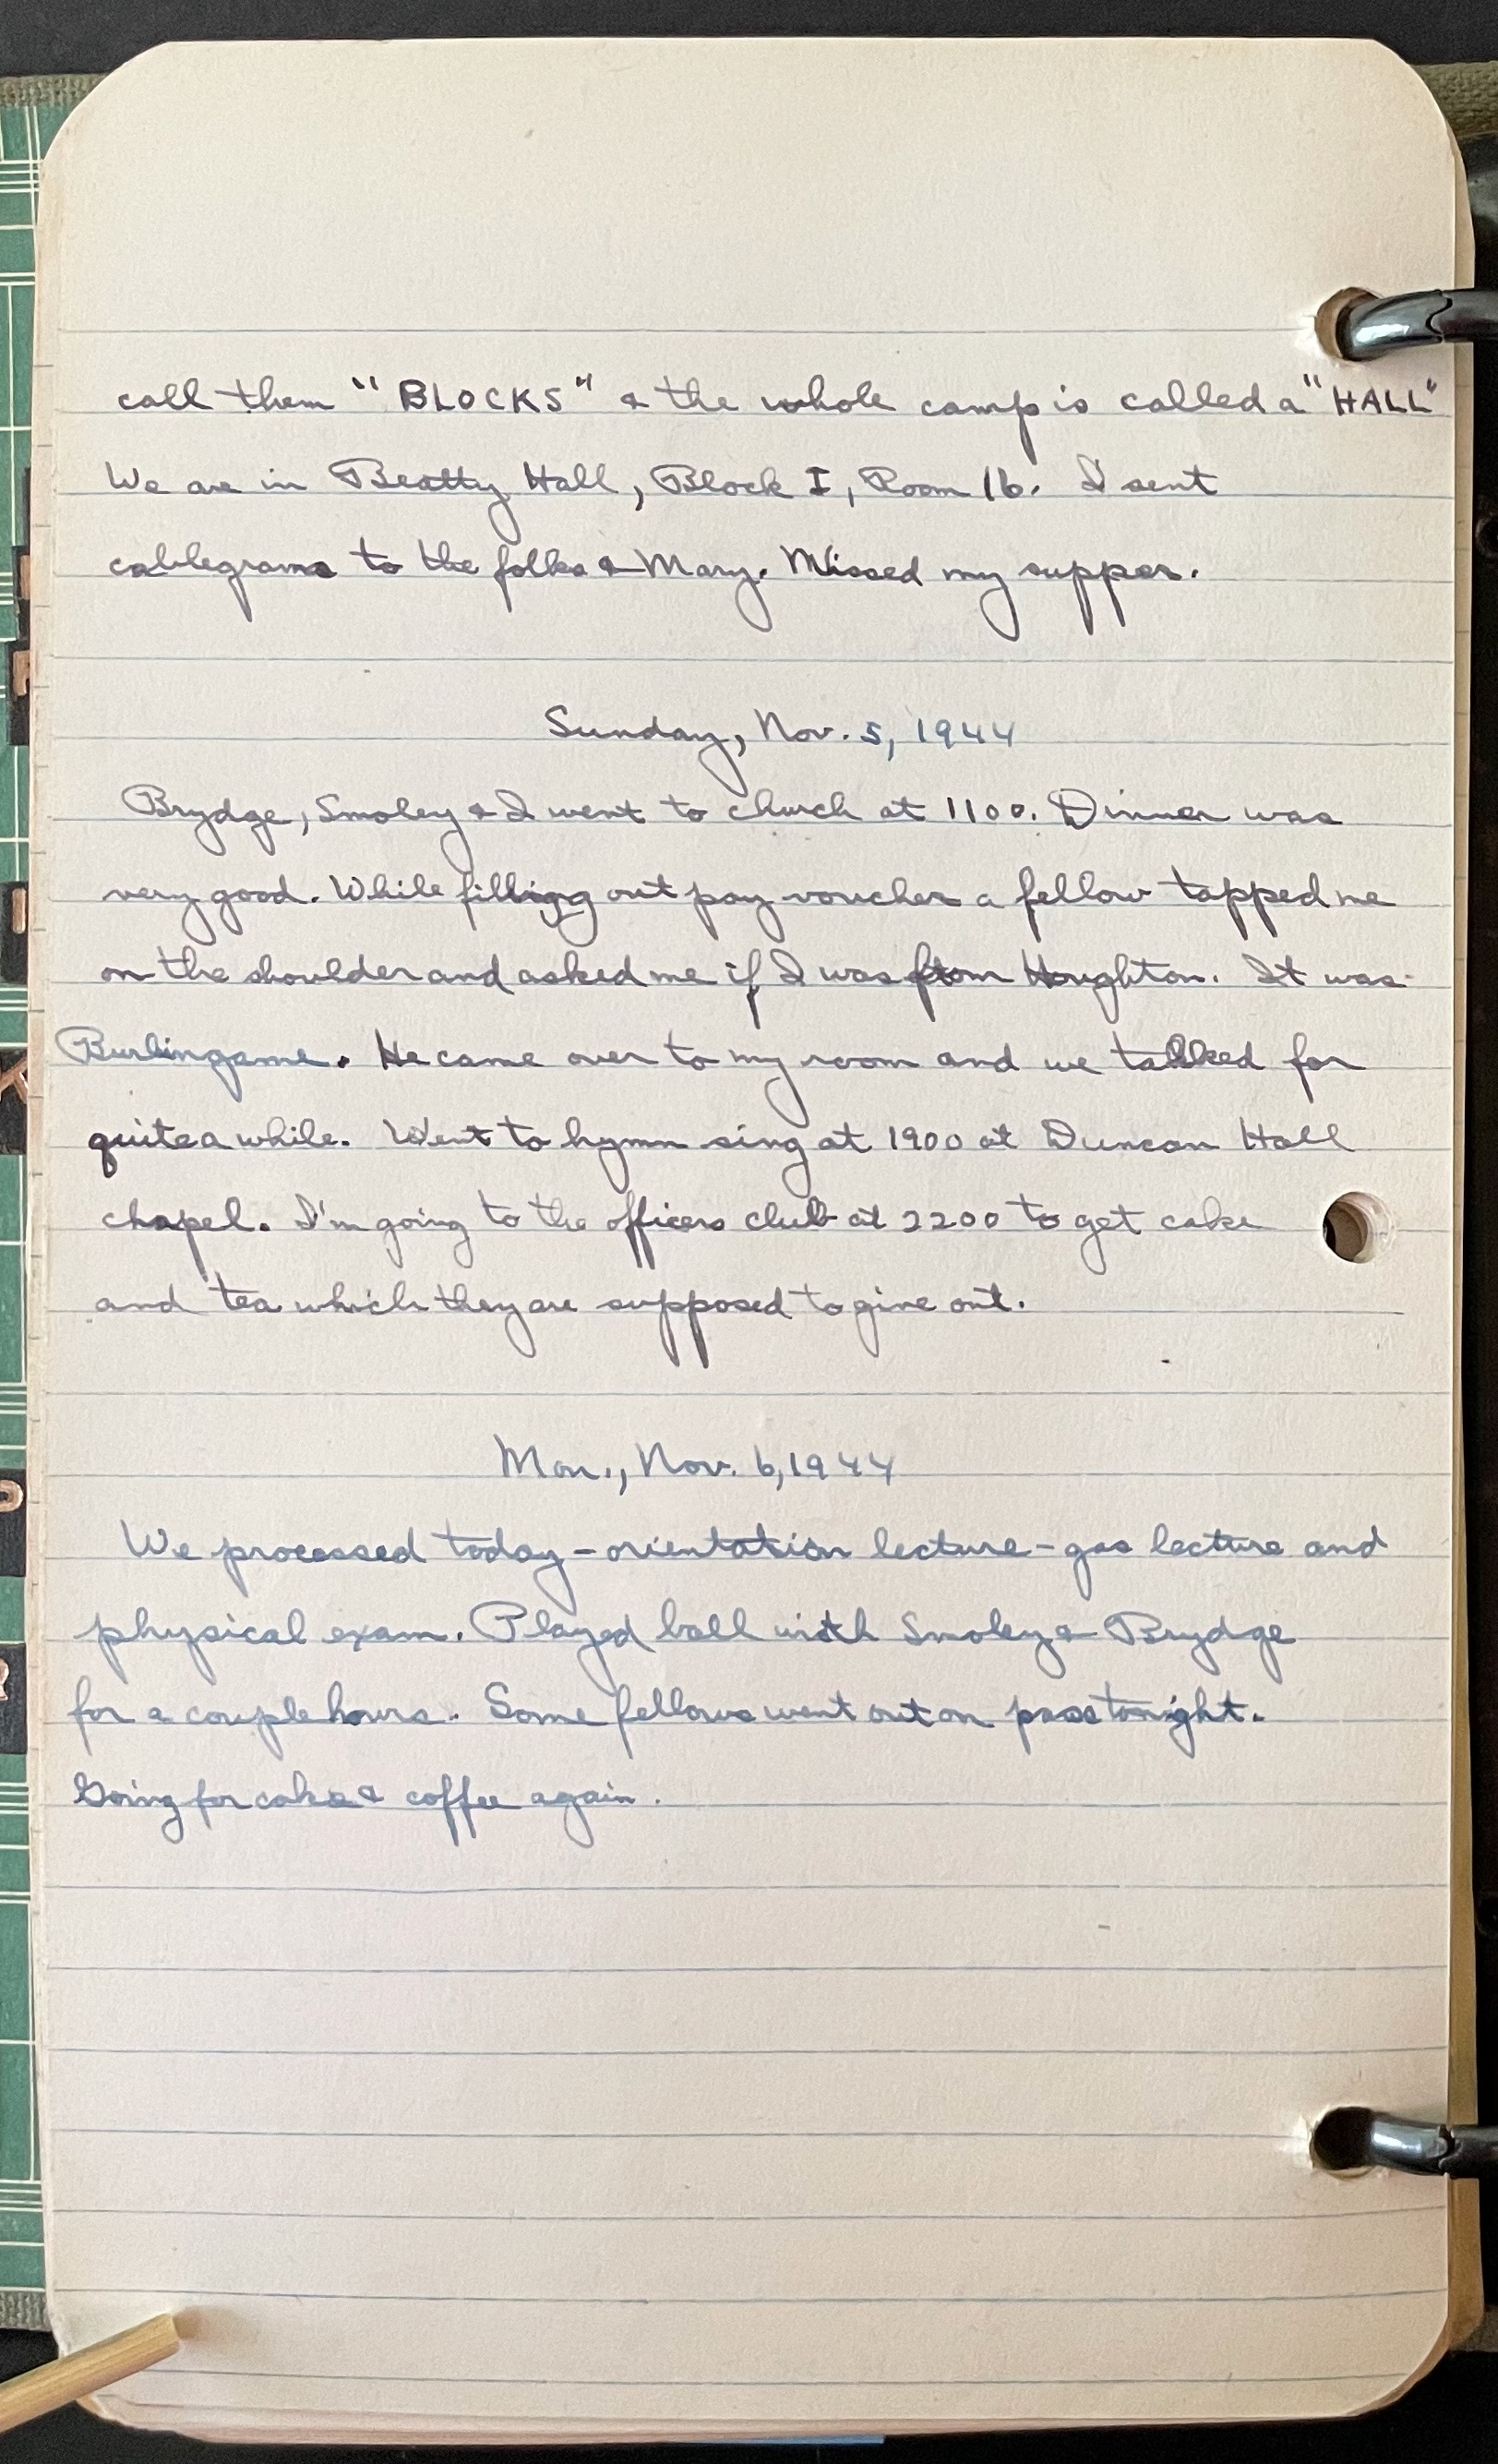 call them "BLOCKS" & the whole camp is called a "HALL"
We are in Beatty Hall, Block I, Room 16. I sent
cablegrams to the folks & Mary. Missed my supper.
Sunday, Nov. 5, 1944
Brydge, Smoley & I went to church at 1100. Dinner was
very good. While filling out pay vouchers a fellow tapped me
on the shoulder and asked me if I was from Houghton. It was
Burlingame. He came over to my room and we talked for
quite a while. Went to hymn sing at 1900 at Duncan Hall
chapel. I'm going to the officers club at 2200 to get cake
and tea which they are supposed to give out.
Mon., Nov. 6, 1944
We processed today - orientation lecture - gas lecture and
physical exam. Played ball with Smoley & Brydge
for a couple hours. Some fellows went out on pass tonight.
Going for cake & coffee again.